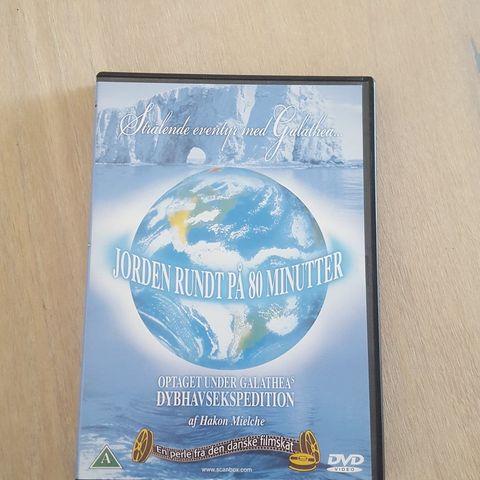 Strålende eventyr med Galathea...
JORDEN RUNDT PÅ 80 MINUTTER
OPTAGET UNDER GALATHEAS
DYBHAVSEKSPEDITION
af Hakon Mielche
En perle fra den danske filmskat
A
www.scanbox.com
DVD
VIDEO